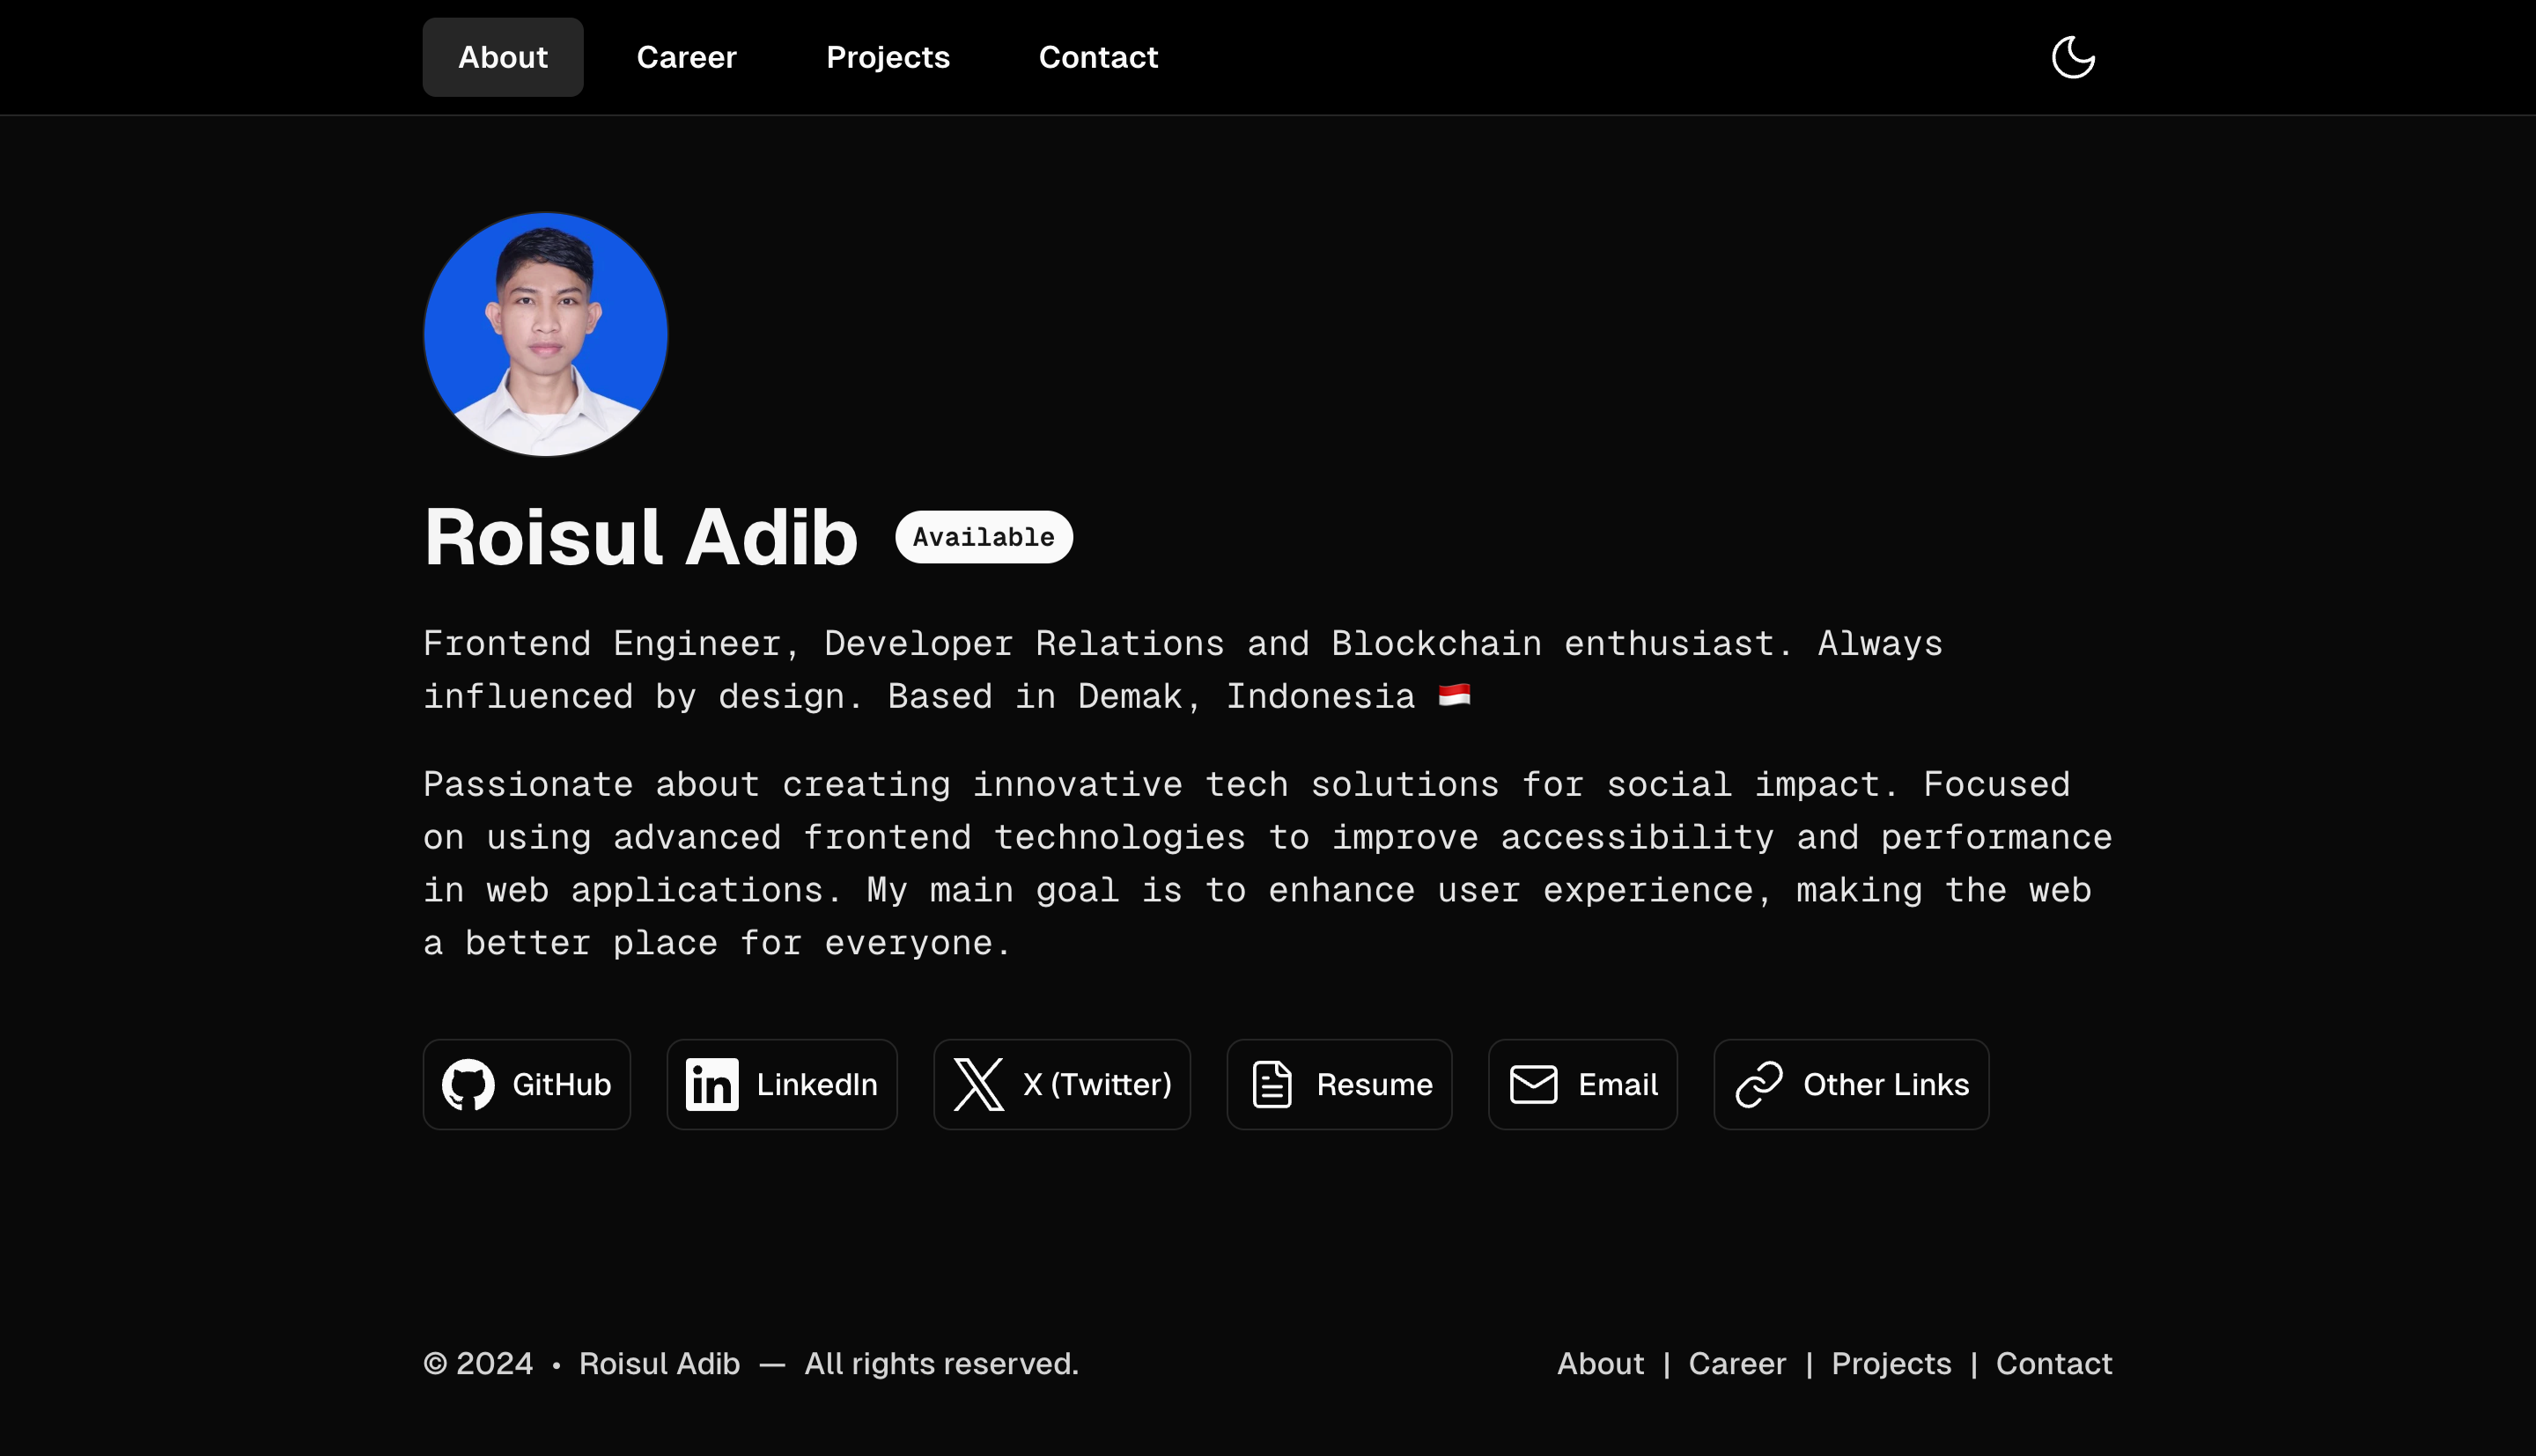 About
Career
Projects
Contact
Roisul Adib
Available
Frontend Engineer, Developer Relations and Blockchain enthusiast. Always
influenced by design. Based in Demak, Indonesia 🇮🇩
Passionate about creating innovative tech solutions for social impact. Focused
on using advanced frontend technologies to improve accessibility and performance
in web applications. My main goal is to enhance user experience, making the web
a better place for everyone.
GitHub
LinkedIn
X (Twitter)
Resume
Email
Other Links
© 2024 • Roisul Adib — All rights reserved.
About | Career | Projects | Contact